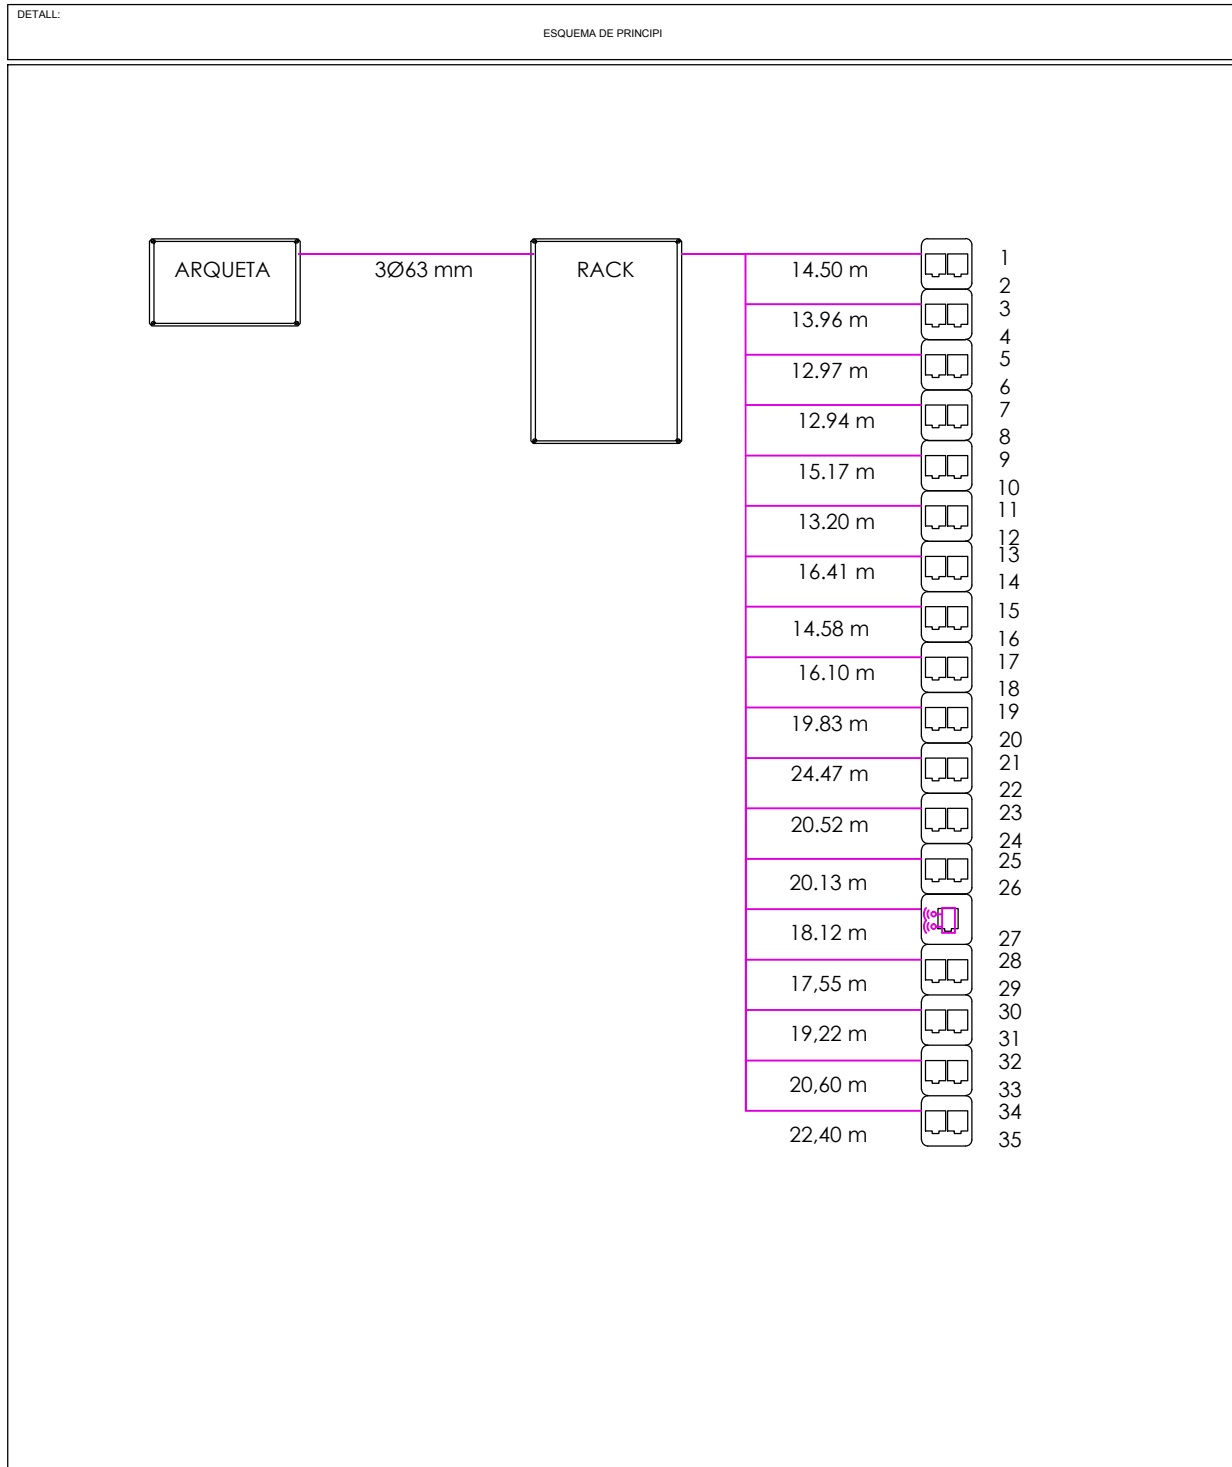 DETALL:
ESQUEMA DE PRINCIPI
ARQUETA
3Ø63 mm
RACK
14.50 m
1
2
13.96 m
3
4
12.97 m
5
6
12.94 m
7
8
15.17 m
9
10
13.20 m
11
12
16.41 m
13
14
14.58 m
15
16
16.10 m
17
18
19.83 m
19
20
24.47 m
21
22
20.52 m
23
24
20.13 m
25
26
18.12 m
27
17,55 m
28
29
19,22 m
30
31
20,60 m
32
33
22,40 m
34
35